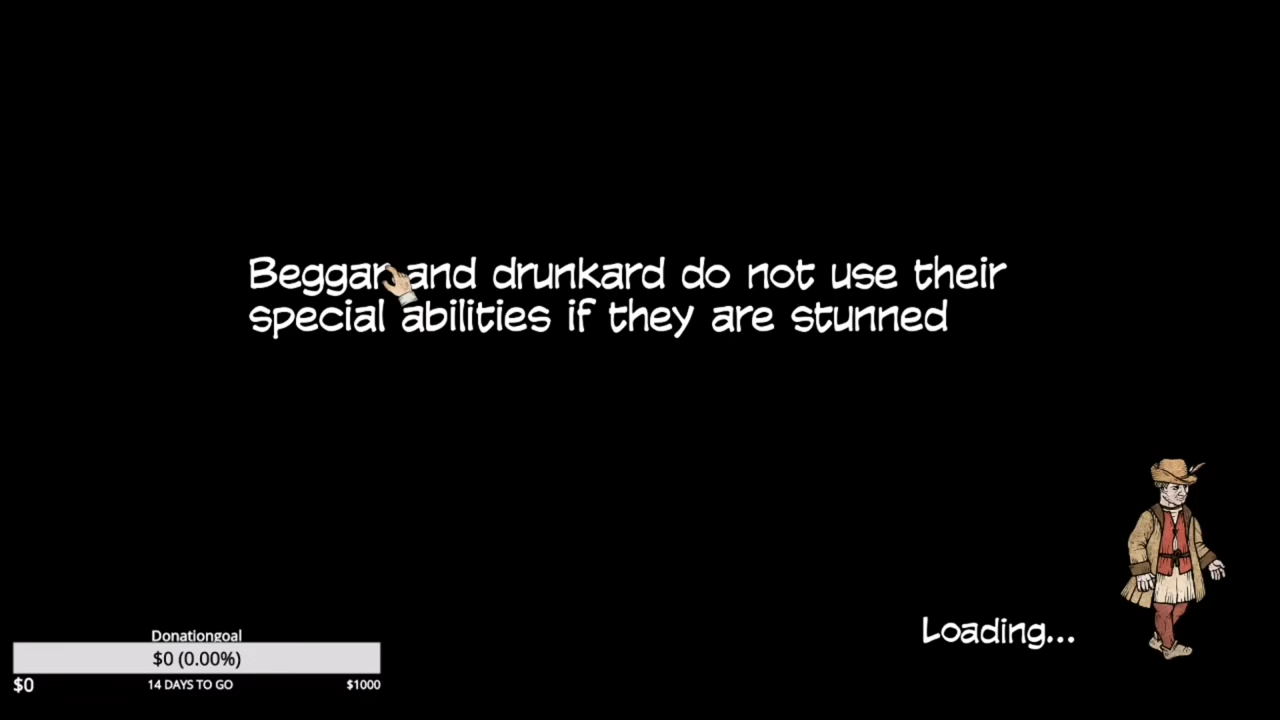 Beggar and drunkard do not use their
special abilities if they are stunned
Loading...
Donationgoal
$0 (0.00%)
$0 14 DAYS TO GO $1000